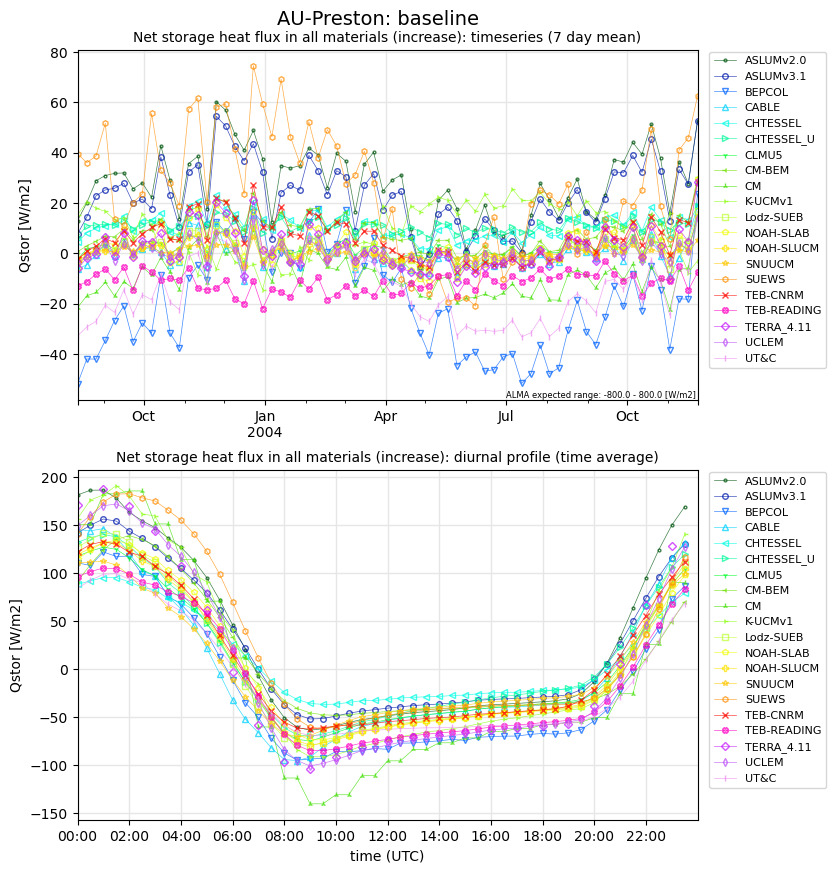 AU-Preston: baseline
Net storage heat flux in all materials (increase): timeseries (7 day mean)
Qstor [W/m2]
80
60
40
20
0
−20
−40
Oct
Jan
2004
Apr
Jul
Oct
ALMA expected range: -800.0 - 800.0 [W/m2]
ASLUMv2.0
ASLUMv3.1
BEPCOL
CABLE
CHTESSEL
CHTESSEL_U
CLMU5
CM-BEM
CM
K-UCMv1
Lodz-SUEB
NOAH-SLAB
NOAH-SLUCM
SNUUCM
SUEWS
TEB-CNRM
TEB-READING
TERRA_4.11
UCLEM
UT&C
Net storage heat flux in all materials (increase): diurnal profile (time average)
Qstor [W/m2]
200
150
100
50
0
−50
−100
−150
00:00
02:00
04:00
06:00
08:00
10:00
12:00
14:00
16:00
18:00
20:00
22:00
time (UTC)
ASLUMv2.0
ASLUMv3.1
BEPCOL
CABLE
CHTESSEL
CHTESSEL_U
CLMU5
CM-BEM
CM
K-UCMv1
Lodz-SUEB
NOAH-SLAB
NOAH-SLUCM
SNUUCM
SUEWS
TEB-CNRM
TEB-READING
TERRA_4.11
UCLEM
UT&C